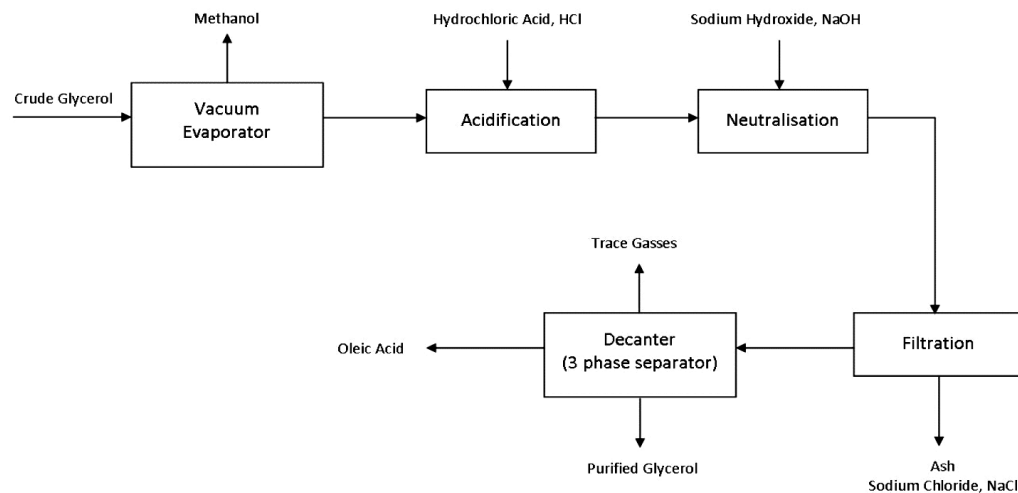 Methanol
Hydrochloric Acid, HCl
Sodium Hydroxide, NaOH
Crude Glycerol
Vacuum
Evaporator
Acidification
Neutralisation
Trace Gasses
Oleic Acid
Decanter
(3 phase separator)
Filtration
Purified Glycerol
Ash
Sodium Chloride, NaCl